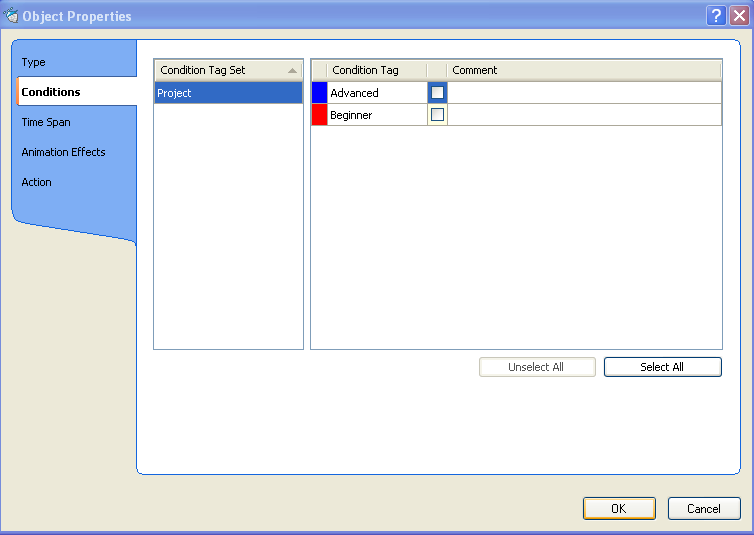 Object Properties
Type
Conditions
Time Span
Animation Effects
Action
Condition Tag Set
Project
Condition Tag Comment
Advanced
Beginner
Unselect All Select All
OK Cancel